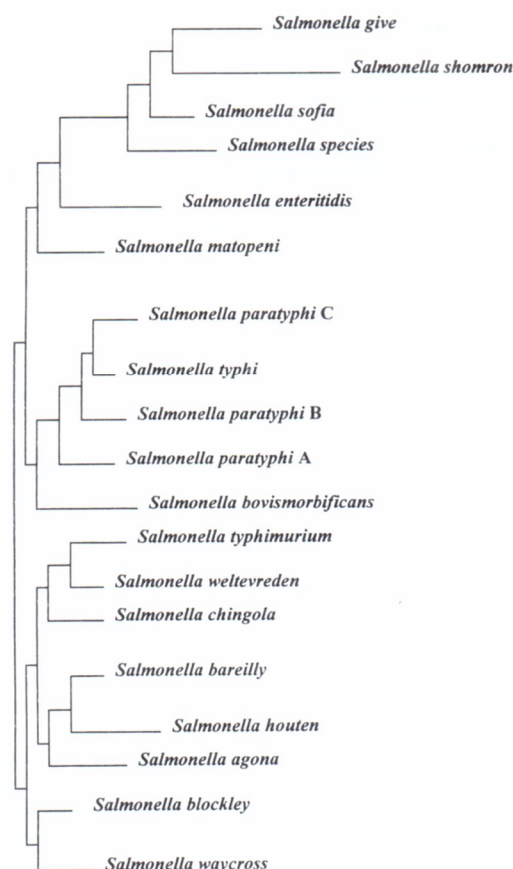 Salmonella give
Salmonella shomron
Salmonella sofia
Salmonella species
Salmonella enteritidis
Salmonella matopeni
Salmonella paratyphi C
Salmonella typhi
Salmonella paratyphi B
Salmonella paratyphi A
Salmonella bovismorbificans
Salmonella typhimurium
Salmonella weltevreden
Salmonella chingola
Salmonella bareilly
Salmonella houten
Salmonella agona
Salmonella blockley
Salmonella waycross